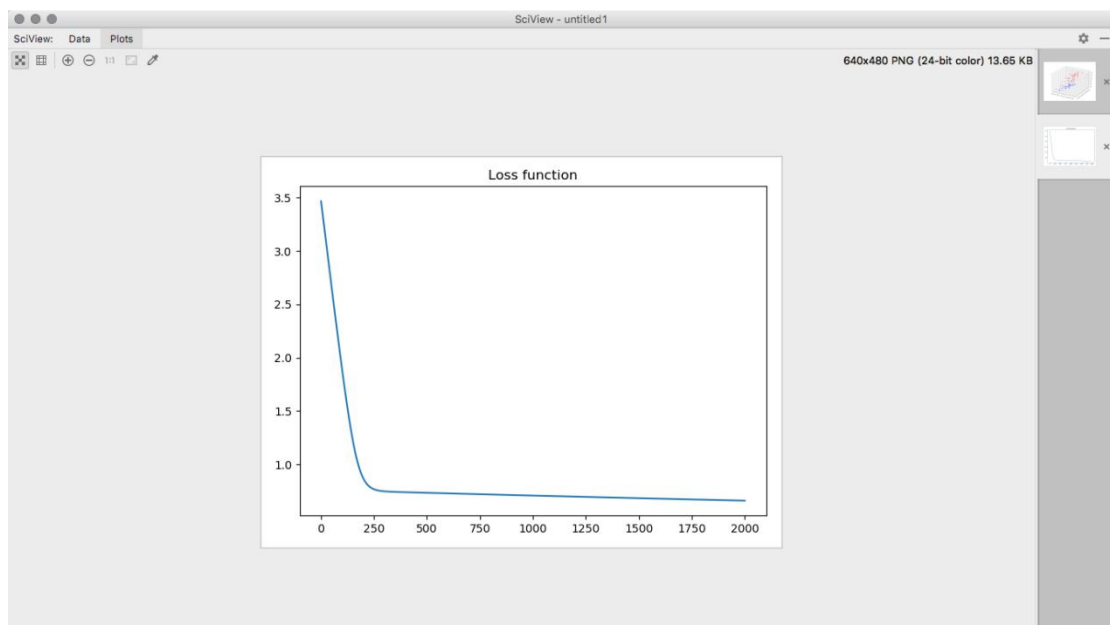 SciView - untitled1
SciView: Data Plots
1:1
640x480 PNG (24-bit color) 13.65 KB
Loss function
3.5
3.0
2.5
2.0
1.5
1.0
0 250 500 750 1000 1250 1500 1750 2000